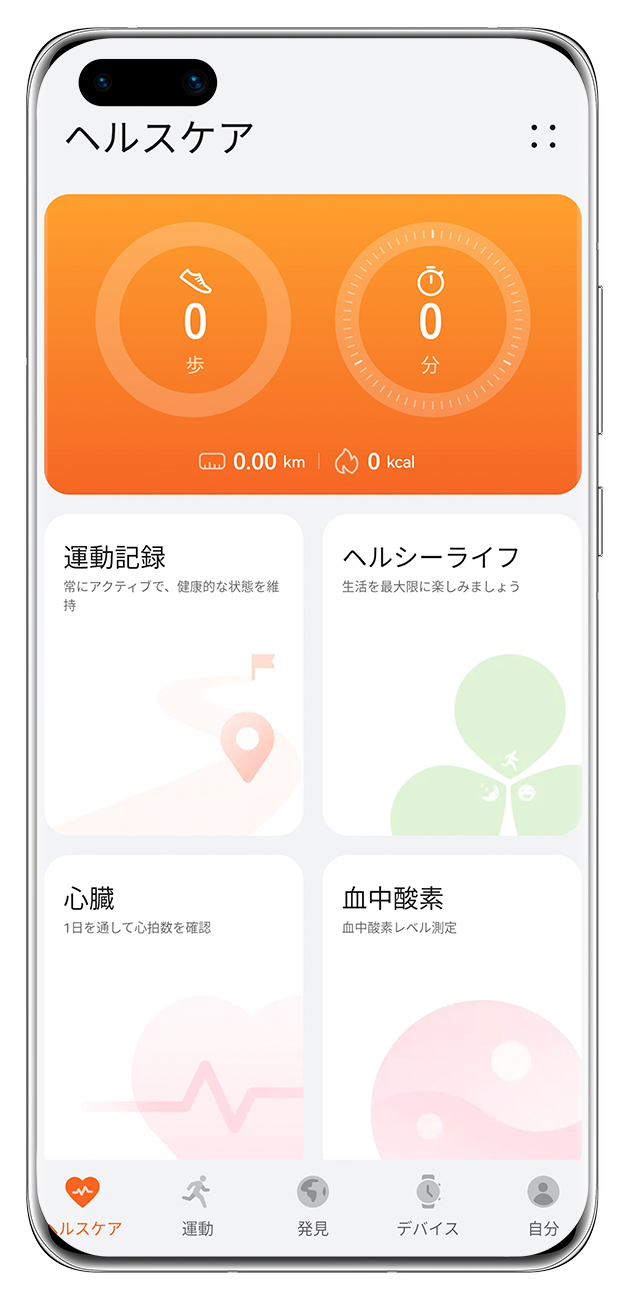 ヘルスケア
0
歩
0
分
0.00 km | 0 kcal
運動記録
常にアクティブで、健康的な状態を維
持
ヘルシーライフ
生活を最大限に楽しみましょう
心臓
1日を通して心拍数を確認
血中酸素
血中酸素レベル測定
ヘルスケア
運動
発見
デバイス
自分